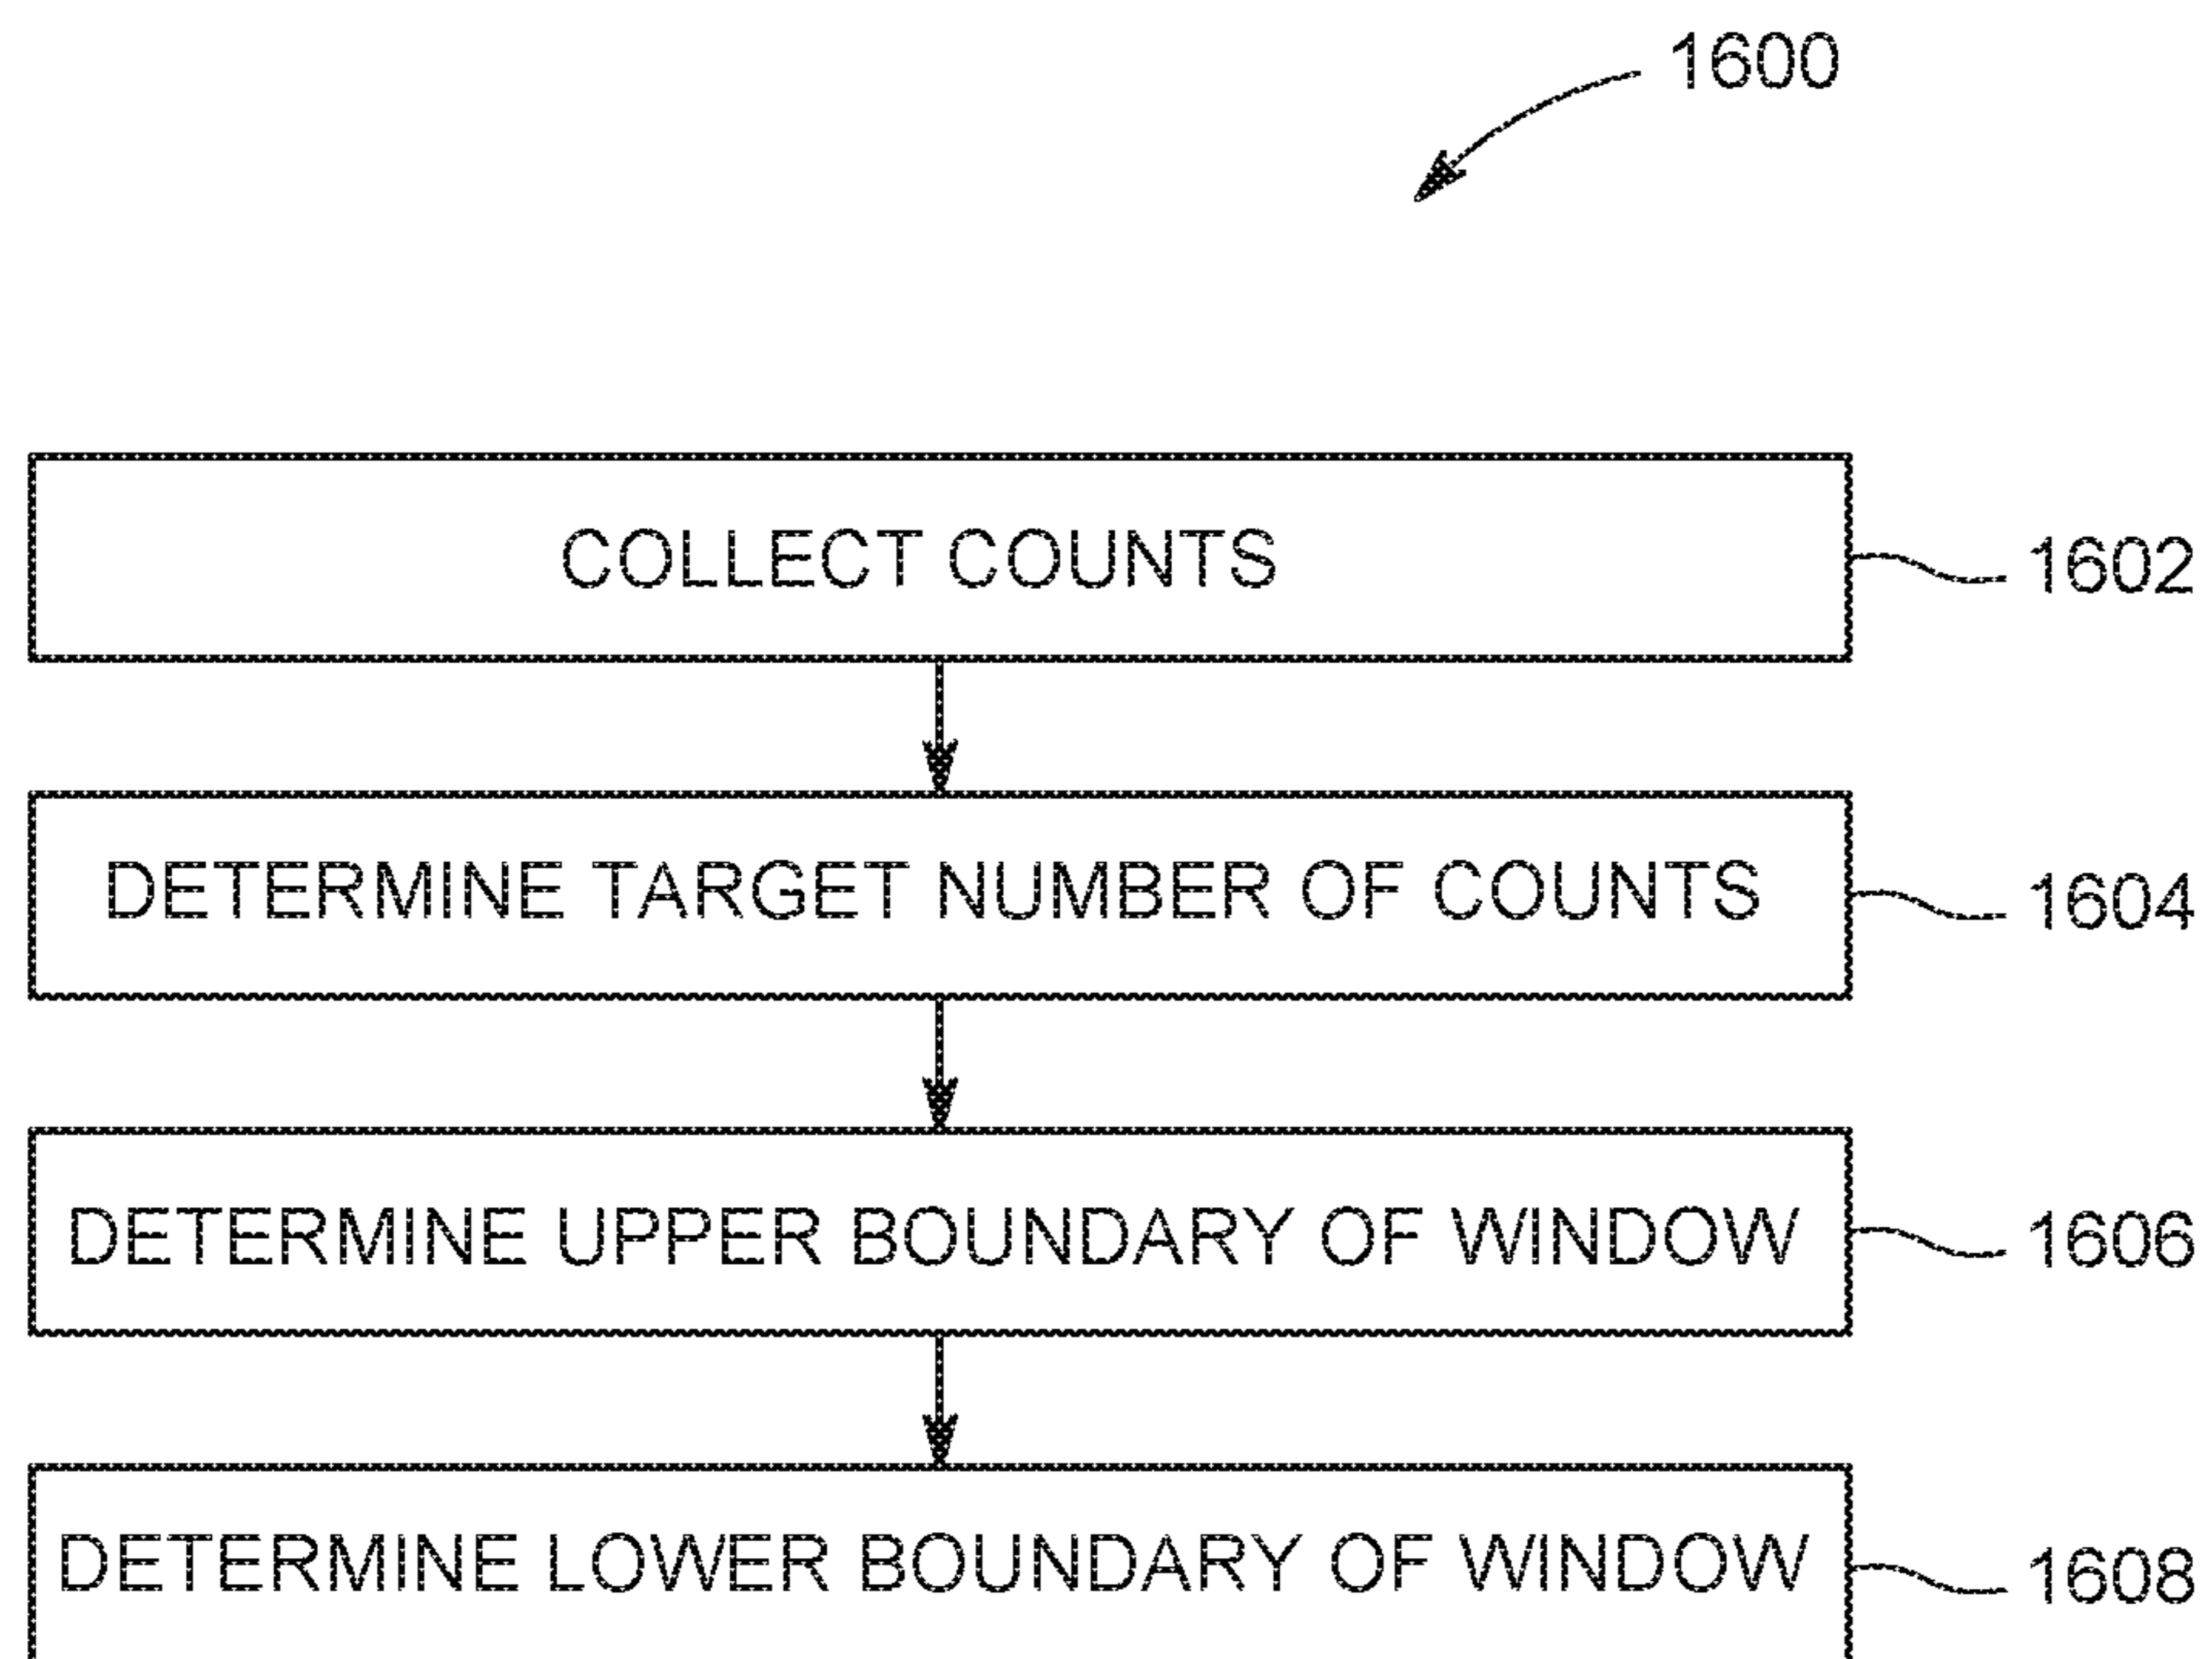 1600
COLLECT COUNTS
1602
DETERMINE TARGET NUMBER OF COUNTS
1604
DETERMINE UPPER BOUNDARY OF WINDOW
1606
DETERMINE LOWER BOUNDARY OF WINDOW
1608